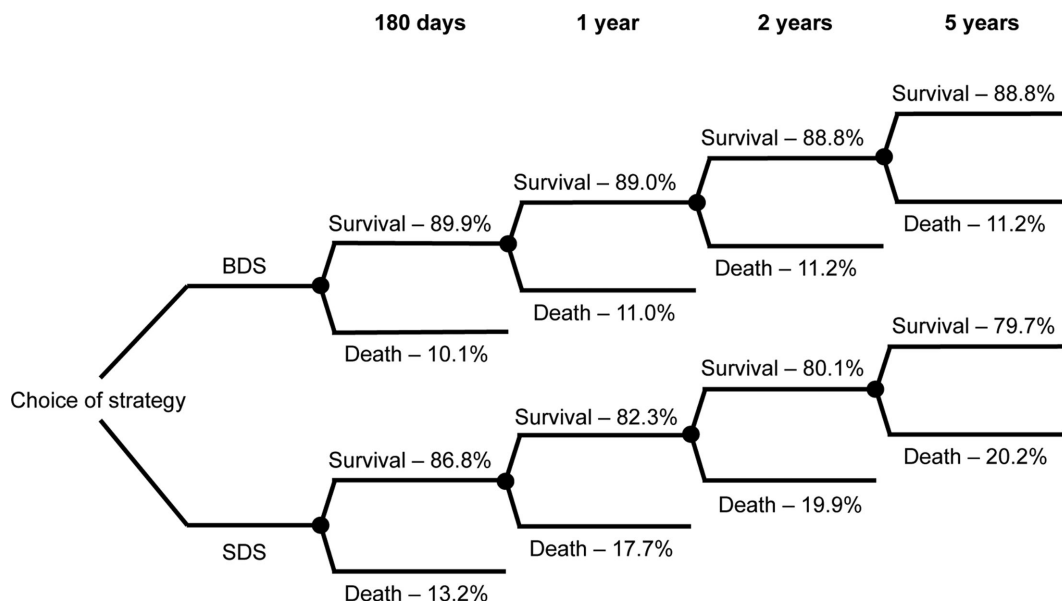 180 days 1 year 2 years 5 years
Survival – 88.8%
Survival – 88.8%
Survival – 89.0%
Survival – 89.9%
Death – 11.2%
BDS
Death – 11.2%
Death – 11.0%
Death – 10.1%
Survival – 79.7%
Survival – 80.1%
Choice of strategy
Survival – 82.3%
Survival – 86.8%
Death – 20.2%
Death – 19.9%
SDS
Death – 17.7%
Death – 13.2%